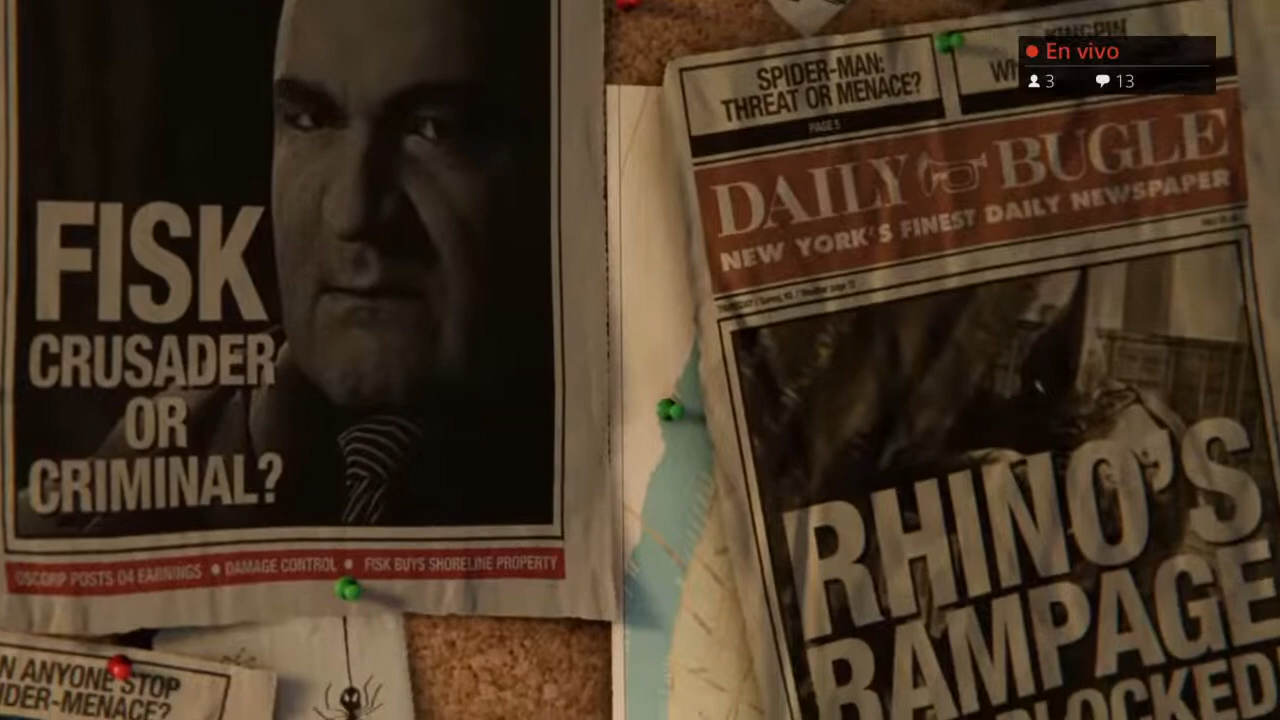 FISK
CRUSADER
OR
CRIMINAL?
OSCORP POSTS Q4 EARNINGS • DAMAGE CONTROL • FISK BUYS SHORELINE PROPERTY
N ANYONE STOP
IDER-MENACE?
SPIDER-MAN:
THREAT OR MENACE?
PAGE 5
KINGPIN
Wh
En vivo
3 13
DAILY BUGLE
NEW YORK'S FINEST DAILY NEWSPAPER
RHINO'S
RAMPAGE
LOCKED!